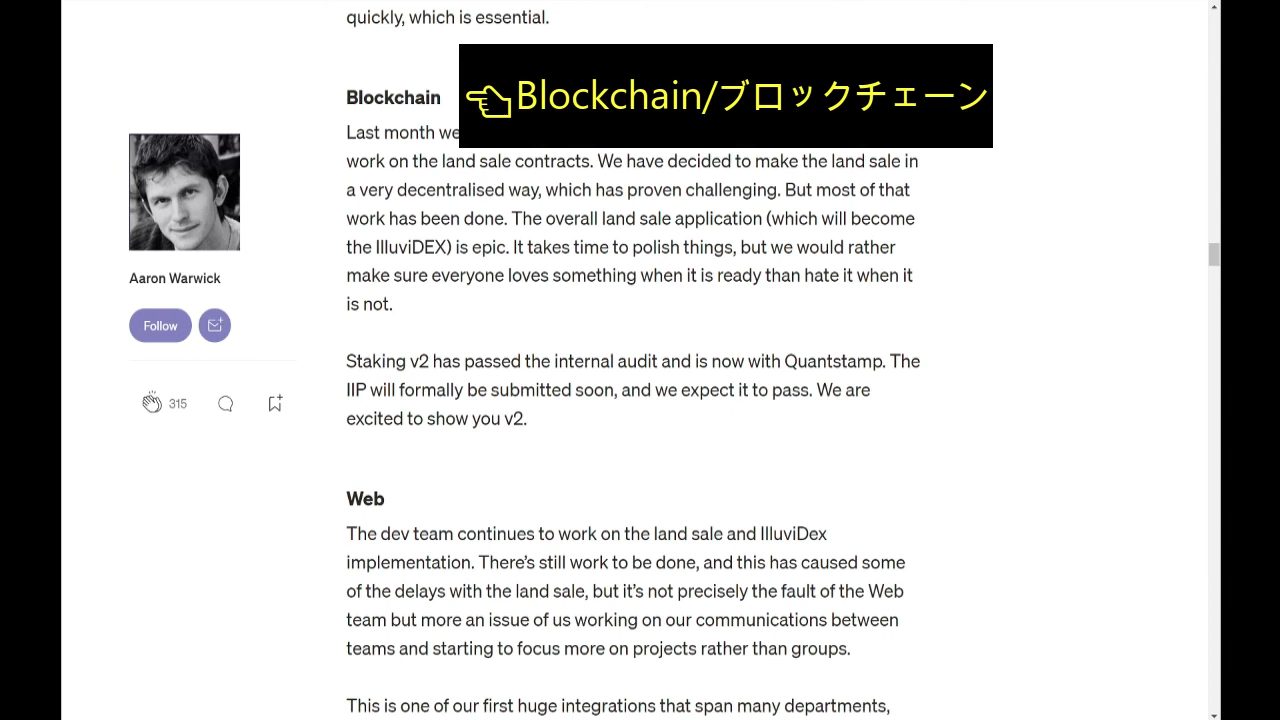 quickly, which is essential.
Blockchain
Blockchain/ブロックチェーン
Last month we
work on the land sale contracts. We have decided to make the land sale in
a very decentralised way, which has proven challenging. But most of that
work has been done. The overall land sale application (which will become
the IlluviDEX) is epic. It takes time to polish things, but we would rather
make sure everyone loves something when it is ready than hate it when it
is not.
Staking v2 has passed the internal audit and is now with Quantstamp. The
IIP will formally be submitted soon, and we expect it to pass. We are
excited to show you v2.
Aaron Warwick
Follow
315
Web
The dev team continues to work on the land sale and IlluviDex
implementation. There’s still work to be done, and this has caused some
of the delays with the land sale, but it’s not precisely the fault of the Web
team but more an issue of us working on our communications between
teams and starting to focus more on projects rather than groups.
This is one of our first huge integrations that span many departments,